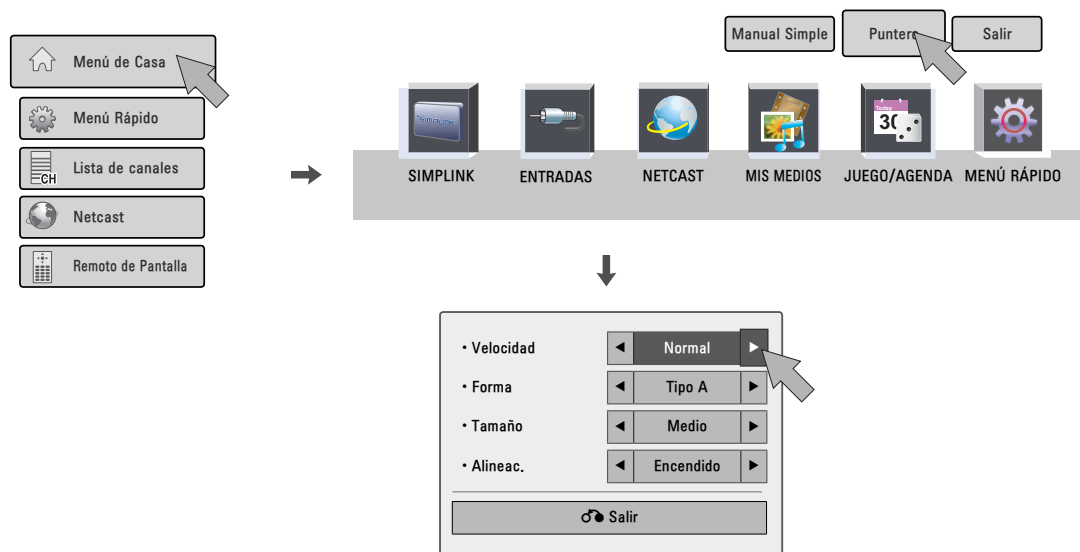 Menú de Casa
Menú Rápido
Lista de canales
CH
Netcast
Remoto de Pantalla
Manual Simple
Puntero
Salir
SIMPLINK
Today
30
SIMPLINK
ENTRADAS
NETCAST
MIS MEDIOS
JUEGO/AGENDA
MENÚ RÁPIDO
• Velocidad ◄ Normal ►
• Forma ◄ Tipo A ►
• Tamaño ◄ Medio ►
• Alineac. ◄ Encendido ►
Salir